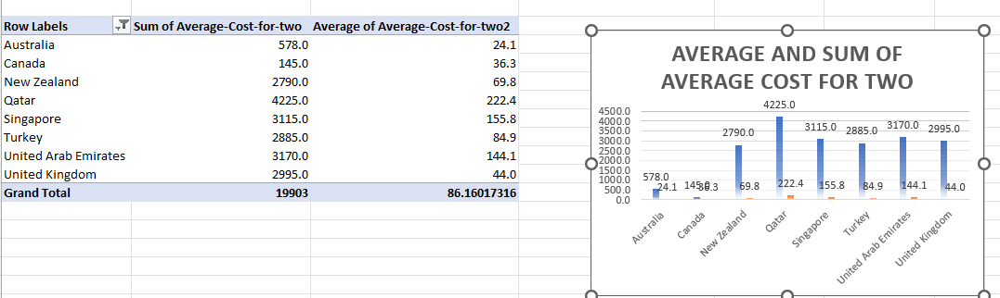 Row Labels Sum of Average-Cost-for-two Average of Average-Cost-for-two2
Australia 578.0 24.1
Canada 145.0 36.3
New Zealand 2790.0 69.8
Qatar 4225.0 222.4
Singapore 3115.0 155.8
Turkey 2885.0 84.9
United Arab Emirates 3170.0 144.1
United Kingdom 2995.0 44.0
Grand Total 19903 86.16017316
AVERAGE AND SUM OF
AVERAGE COST FOR TWO
4500.0
4000.0
3500.0
3000.0
2500.0
2000.0
1500.0
1000.0
500.0
0.0
578.0
24.1
145.0
36.3
2790.0
69.8
4225.0
222.4
3115.0
155.8
2885.0
84.9
3170.0
144.1
2995.0
44.0
Australia
Canada
New Zealand
Qatar
Singapore
Turkey
United Arab Emirates
United Kingdom